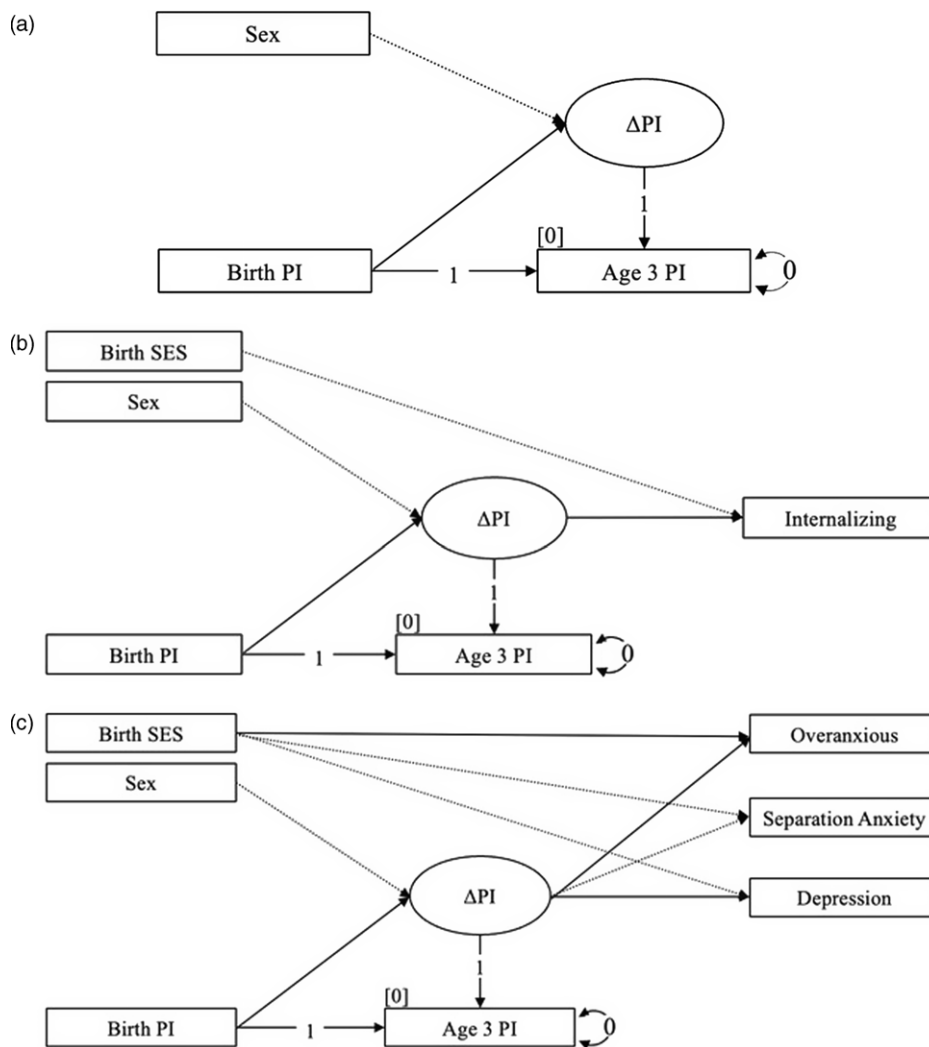 (a)
Sex
ΔPI
1
[0]
Birth PI
1
Age 3 PI
0
(b)
Birth SES
Sex
ΔPI
Internalizing
1
[0]
Birth PI
1
Age 3 PI
0
(c)
Birth SES
Overanxious
Sex
Separation Anxiety
ΔPI
Depression
1
[0]
Birth PI
1
Age 3 PI
0